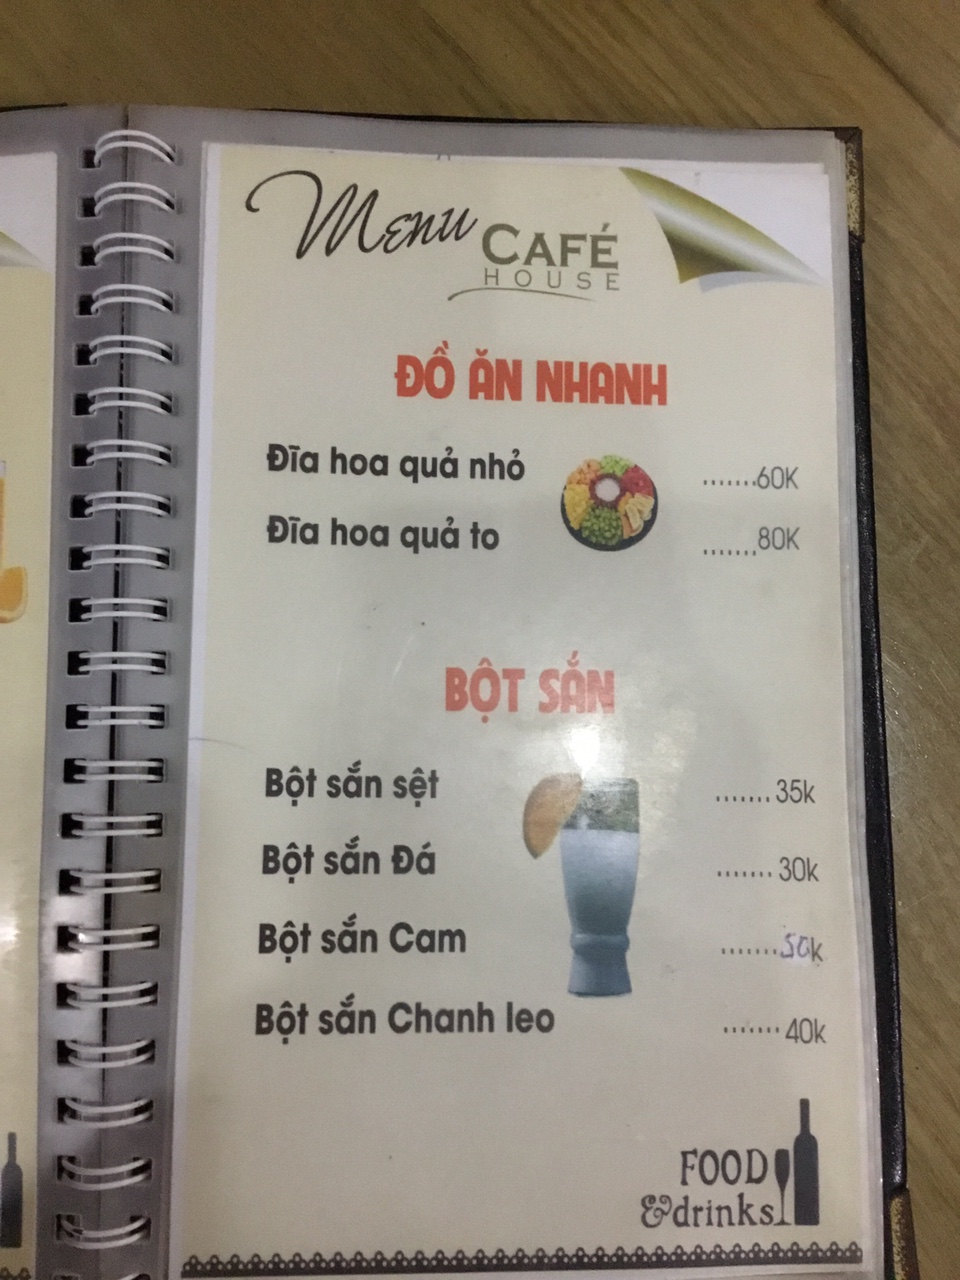 Menu CAFÉ
HOUSE
ĐỒ ĂN NHANH
Đĩa hoa quả nhỏ .......60K
Đĩa hoa quả to .......80K
BỘT SẮN
Bột sắn sệt .......35k
Bột sắn Đá .......30k
Bột sắn Cam .......50k
Bột sắn Chanh leo .......40k
FOOD
&drinks